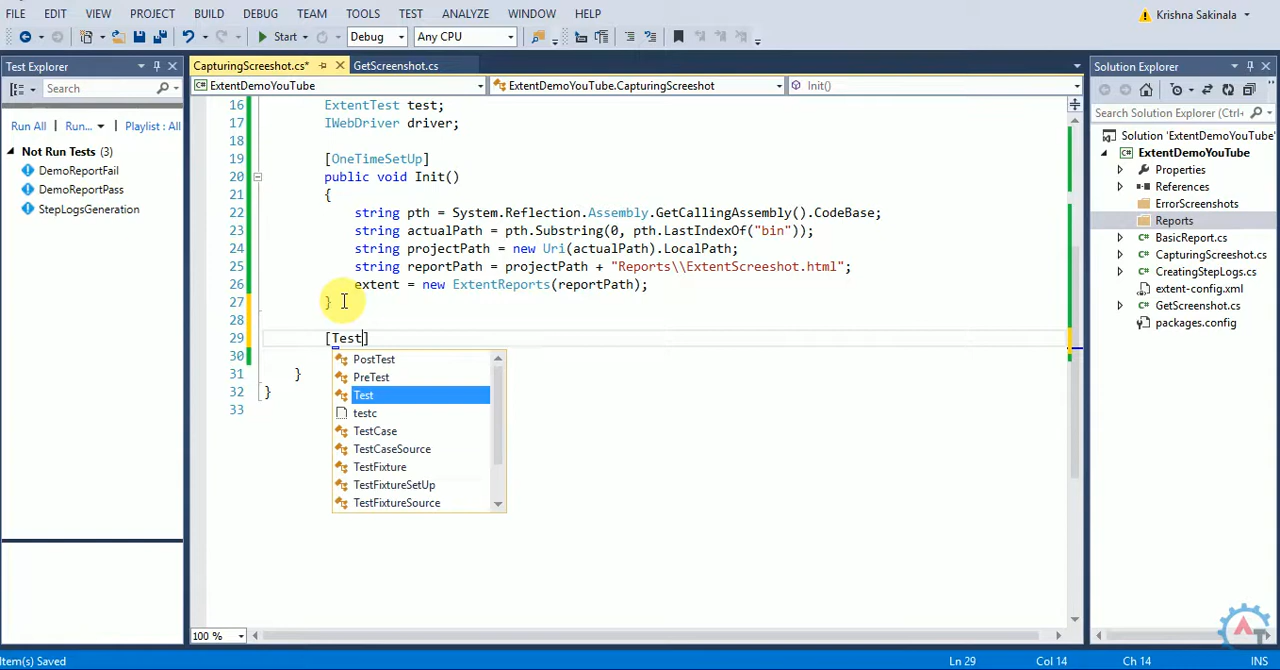 FILE EDIT VIEW PROJECT BUILD DEBUG TEAM TOOLS TEST ANALYZE WINDOW HELP
Krishna Sakinala
Start Debug Any CPU
Test Explorer
Search
Run All Run... Playlist : All
Not Run Tests (3)
DemoReportFail
DemoReportPass
StepLogsGeneration
CapturingScreeshot.cs* GetScreenshot.cs
ExtentDemoYouTube ExtentDemoYouTube.CapturingScreeshot Init()
16 ExtentTest test;
17 IWebDriver driver;
18
19 [OneTimeSetUp]
20 public void Init()
21 {
22 string pth = System.Reflection.Assembly.GetCallingAssembly().CodeBase;
23 string actualPath = pth.Substring(0, pth.LastIndexOf("bin"));
24 string projectPath = new Uri(actualPath).LocalPath;
25 string reportPath = projectPath + "Reports\\ExtentScreeshot.html";
26 extent = new ExtentReports(reportPath);
27 }
28
29 [Test]
30
31 }
32 }
33
PostTest
PreTest
Test
testc
TestCase
TestCaseSource
TestFixture
TestFixtureSetUp
TestFixtureSource
100 %
Solution Explorer
Search Solution Explorer (Ctrl+
Solution 'ExtentDemoYouTube'
ExtentDemoYouTube
Properties
References
ErrorScreenshots
Reports
BasicReport.cs
CapturingScreeshot.cs
CreatingStepLogs.cs
extent-config.xml
GetScreenshot.cs
packages.config
Item(s) Saved Ln 29 Col 14 Ch 14 INS
AT